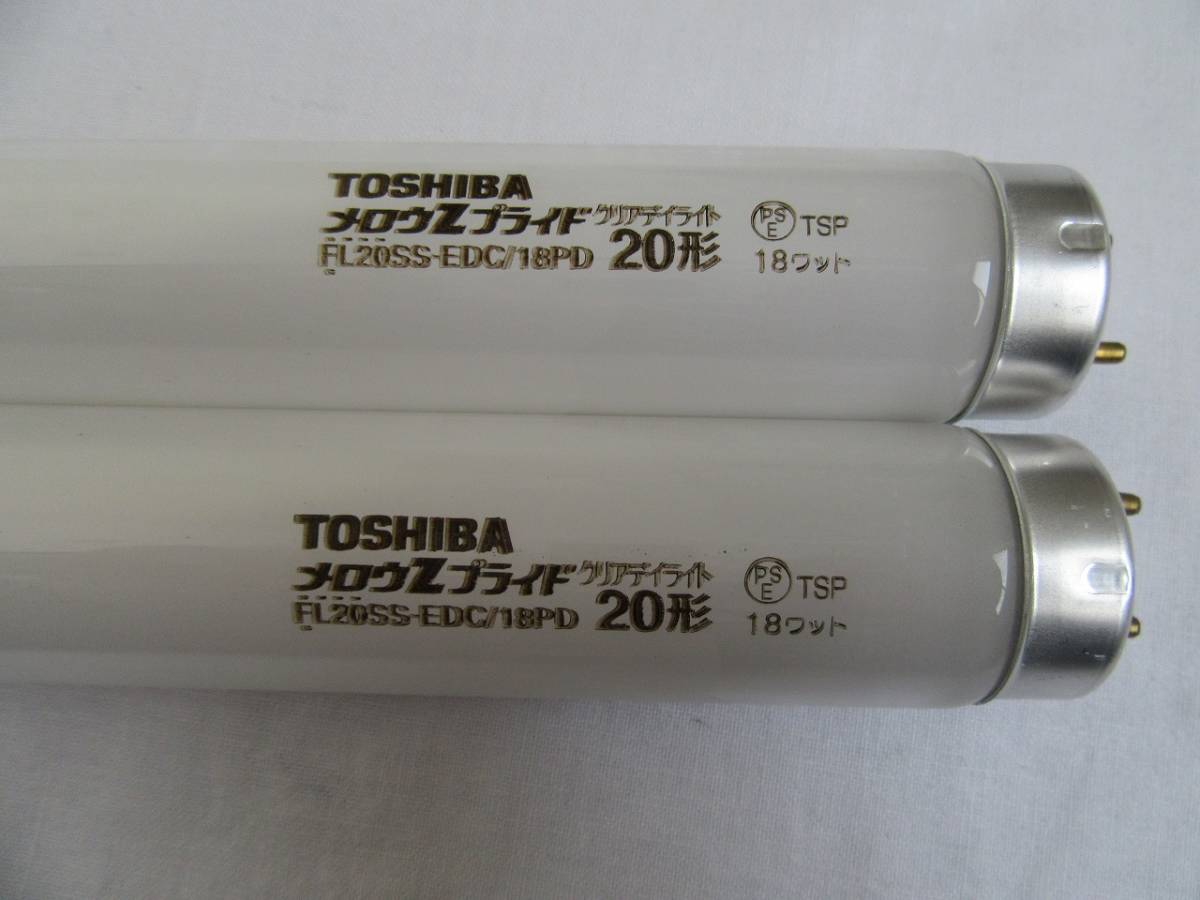 TOSHIBA
メロウZプライド クリアデイライト
FL20SS-EDC/18PD 20形
PSE TSP
18ワット
TOSHIBA
メロウZプライド クリアデイライト
FL20SS-EDC/18PD 20形
PSE TSP
18ワット